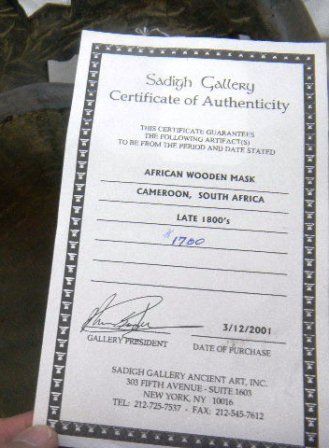 Sadigh Gallery
Certificate of Authenticity
THIS CERTIFICATE GUARANTEES
THE FOLLOWING ARTIFACT(S)
TO BE FROM THE PERIOD AND DATE STATED
AFRICAN WOODEN MASK
CAMEROON, SOUTH AFRICA
LATE 1800's
$1700
3/12/2001
GALLERY PRESIDENT
DATE OF PURCHASE
SADIGH GALLERY ANCIENT ART, INC.
303 FIFTH AVENUE - SUITE 1603
NEW YORK, NY 10016
TEL: 212-725-7537 - FAX: 212-545-7612